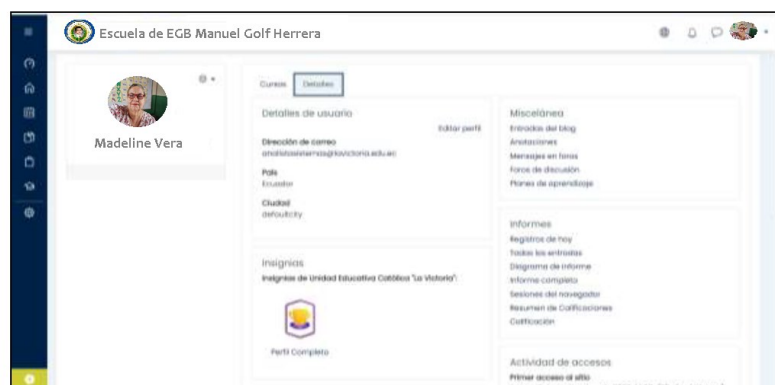 Escuela de EGB Manuel Golf Herrera
Madeline Vera
Cursos Detalles
Detalles de usuario
Editar perfil
Dirección de correo
País
Ecuador
Ciudad
defaultcity
Insignias
Insignias de Unidad Educativa Católica "La Victoria":
Perfil Completo
Miscelánea
Entradas del blog
Anotaciones
Mensajes en foros
Foros de discusión
Planes de aprendizaje
Informes
Registros de hoy
Todas las entradas
Diagrama de informe
Informe completo
Sesiones del navegador
Resumen de Calificaciones
Calificación
Actividad de accesos
Primer acceso al sitio